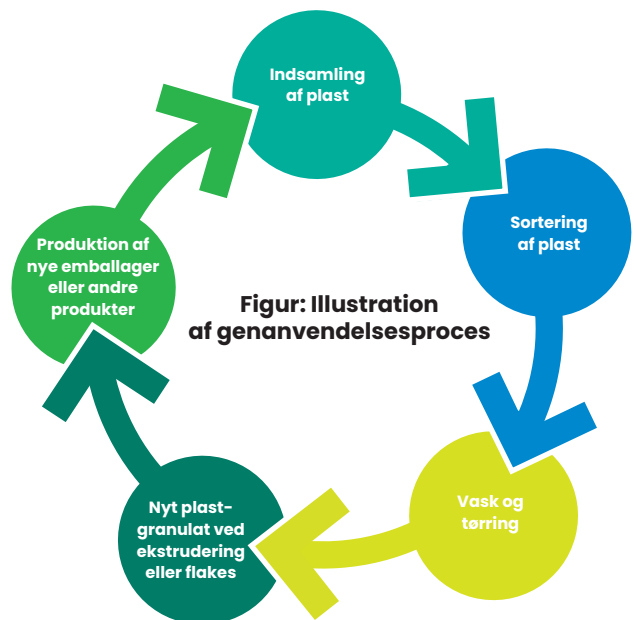 Indsamling
af plast
Sortering
af plast
Vask og
tørring
Nyt plast-
granulat ved
ekstrudering
eller flakes
Produktion af
nye emballager
eller andre
produkter
Figur: Illustration
af genanvendelsesproces